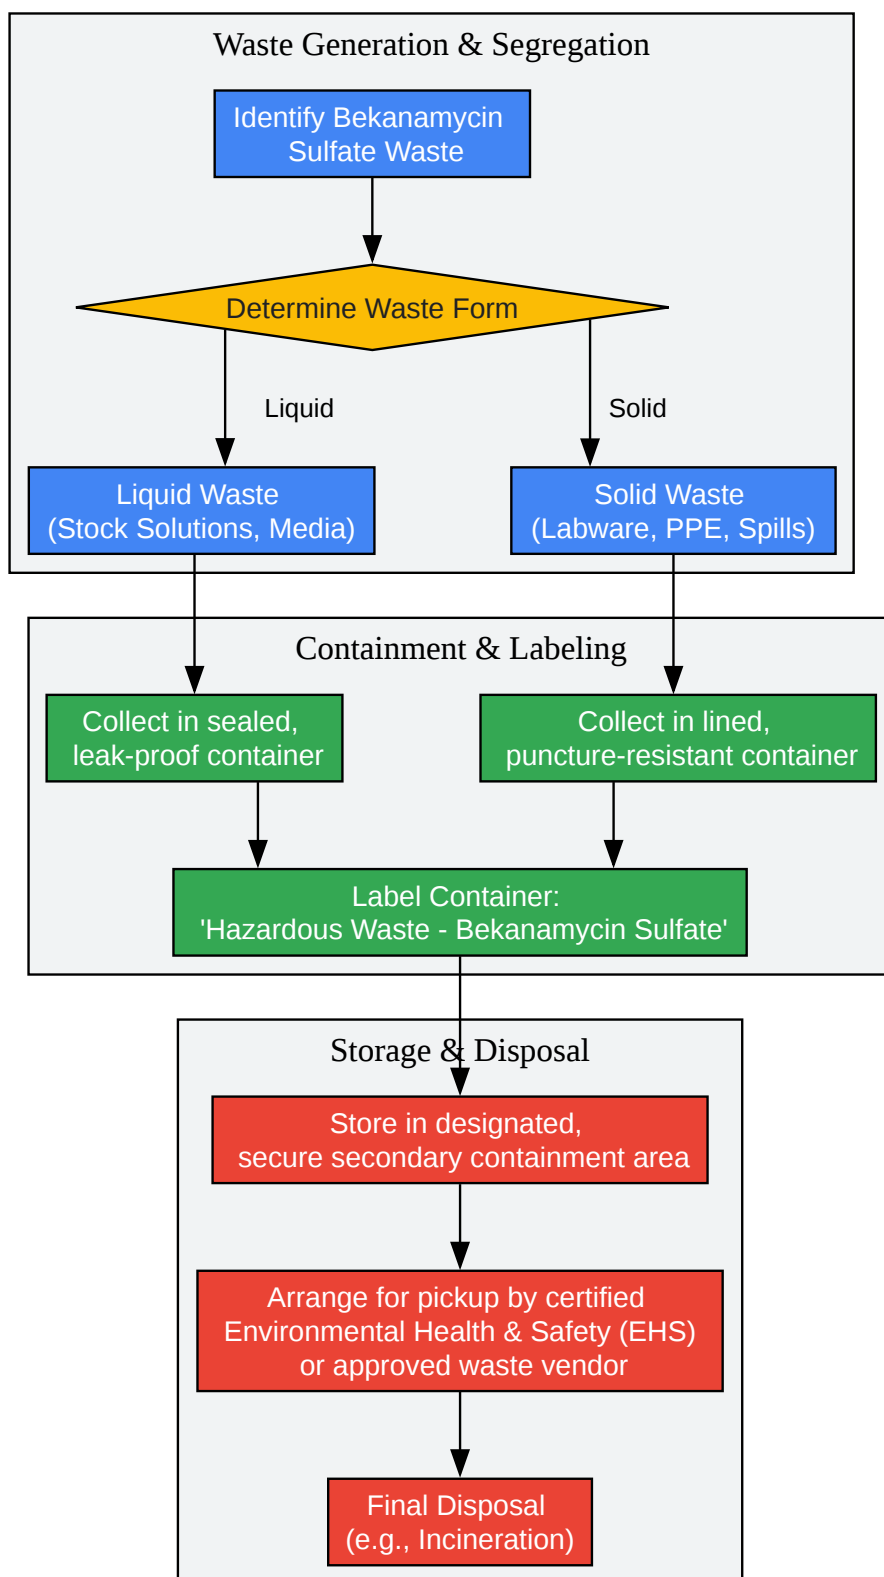 Waste Generation & Segregation
Identify Bekanamycin
Sulfate Waste
Determine Waste Form
Liquid
Solid
Liquid Waste
(Stock Solutions, Media)
Solid Waste
(Labware, PPE, Spills)
Containment & Labeling
Collect in sealed,
leak-proof container
Collect in lined,
puncture-resistant container
Label Container:
'Hazardous Waste - Bekanamycin Sulfate'
Storage & Disposal
Store in designated,
secure secondary containment area
Arrange for pickup by certified
Environmental Health & Safety (EHS)
or approved waste vendor
Final Disposal
(e.g., Incineration)